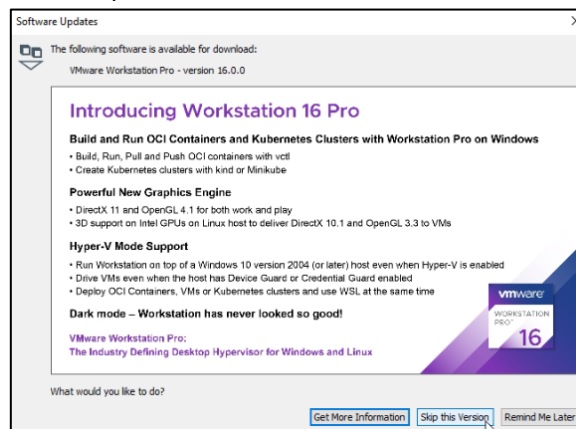 Software Updates
The following software is available for download:
VMware Workstation Pro - version 16.0.0
Introducing Workstation 16 Pro
Build and Run OCI Containers and Kubernetes Clusters with Workstation Pro on Windows
• Build, Run, Pull and Push OCI containers with vctl
• Create Kubernetes clusters with kind or Minikube
Powerful New Graphics Engine
• DirectX 11 and OpenGL 4.1 for both work and play
• 3D support on Intel GPUs on Linux host to deliver DirectX 10.1 and OpenGL 3.3 to VMs
Hyper-V Mode Support
• Run Workstation on top of a Windows 10 version 2004 (or later) host even when Hyper-V is enabled
• Drive VMs even when the host has Device Guard or Credential Guard enabled
• Deploy OCI Containers, VMs or Kubernetes clusters and use WSL at the same time
Dark mode – Workstation has never looked so good!
VMware Workstation Pro:
The Industry Defining Desktop Hypervisor for Windows and Linux
vmware
WORKSTATION
PRO™
16
What would you like to do?
Get More Information Skip this Version Remind Me Later